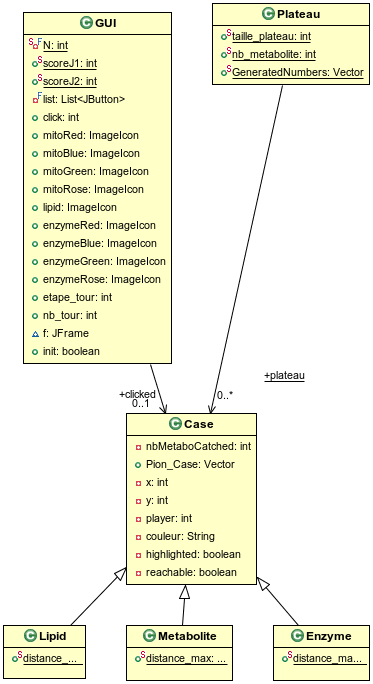 GUI
N: int
scoreJ1: int
scoreJ2: int
list: List<JButton>
click: int
mitoRed: ImageIcon
mitoBlue: ImageIcon
mitoGreen: ImageIcon
mitoRose: ImageIcon
lipid: ImageIcon
enzymeRed: ImageIcon
enzymeBlue: ImageIcon
enzymeGreen: ImageIcon
enzymeRose: ImageIcon
etape_tour: int
nb_tour: int
f: JFrame
init: boolean
Plateau
taille_plateau: int
nb_metabolite: int
GeneratedNumbers: Vector
+clicked
0..1
0..*
+plateau
Case
nbMetaboCatched: int
Pion_Case: Vector
x: int
y: int
player: int
couleur: String
highlighted: boolean
reachable: boolean
Lipid
distance_...
Metabolite
distance_max: ...
Enzyme
distance_ma...